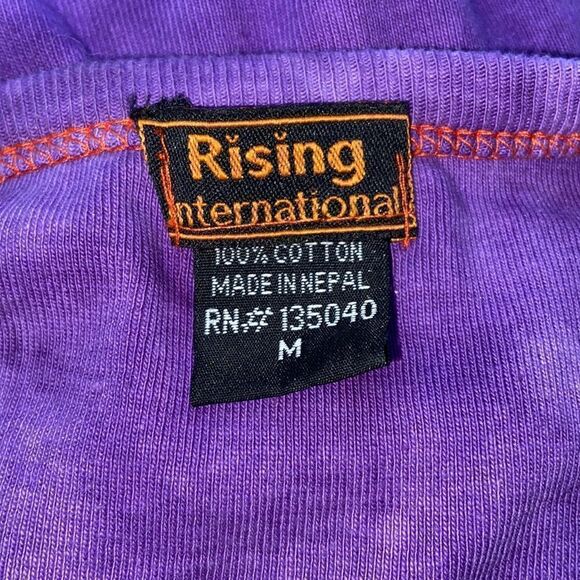 Rising
International
100% COTTON
MADE IN NEPAL
RN# 135040
M